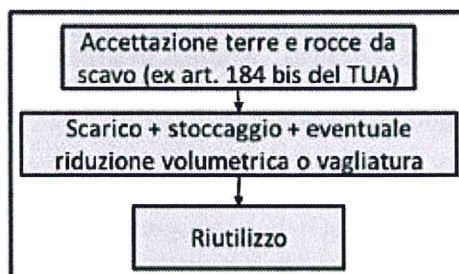 Accettazione terre e rocce da
scavo (ex art. 184 bis del TUA)
Scarico + stoccaggio + eventuale
riduzione volumetrica o vagliatura
Riutilizzo